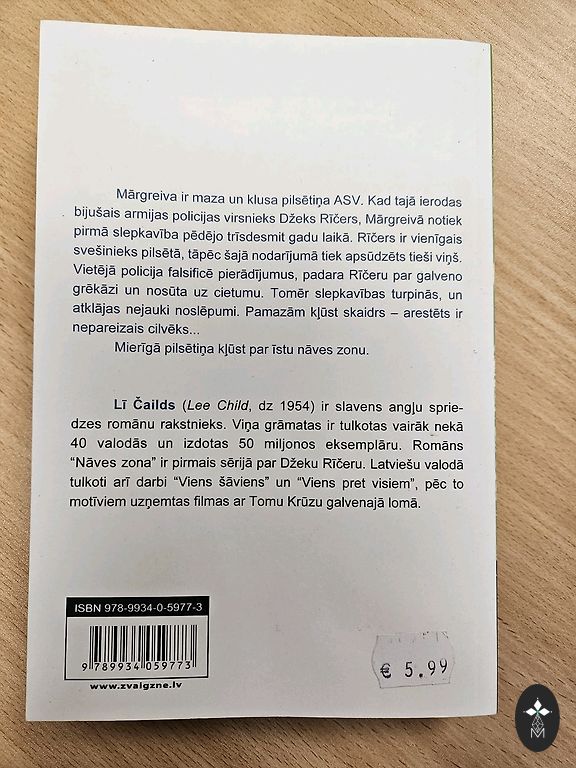 Mārgreiva ir maza un klusa pilsētiņa ASV. Kad tajā ierodas
bijušais armijas policijas virsnieks Džeks Rīčers, Mārgreivā notiek
pirmā slepkavība pēdējo trīsdesmit gadu laikā. Rīčers ir vienīgais
svešinieks pilsētā, tāpēc šajā nodarījumā tiek apsūdzēts tieši viņš.
Vietējā policija falsificē pierādījumus, padara Rīčeru par galveno
grēkāzi un nosūta uz cietumu. Tomēr slepkavības turpinās, un
atklājas nejauki noslēpumi. Pamazām kļūst skaidrs – arestēts ir
nepareizais cilvēks...
Mierīgā pilsētiņa kļūst par īstu nāves zonu.
Lī Čailds (Lee Child, dz 1954) ir slavens angļu sprie-
dzes romānu rakstnieks. Viņa grāmatas ir tulkotas vairāk nekā
40 valodās un izdotas 50 miljonos eksemplāru. Romāns
“Nāves zona” ir pirmais sērijā par Džeku Rīčeru. Latviešu valodā
tulkoti arī darbi “Viens šāviens” un “Viens pret visiem”, pēc to
motīviem uzņemtas filmas ar Tomu Krūzu galvenajā lomā.
ISBN 978-9934-0-5977-3
9 789934 059773
www.zvaigzne.lv
€ 5.99
M